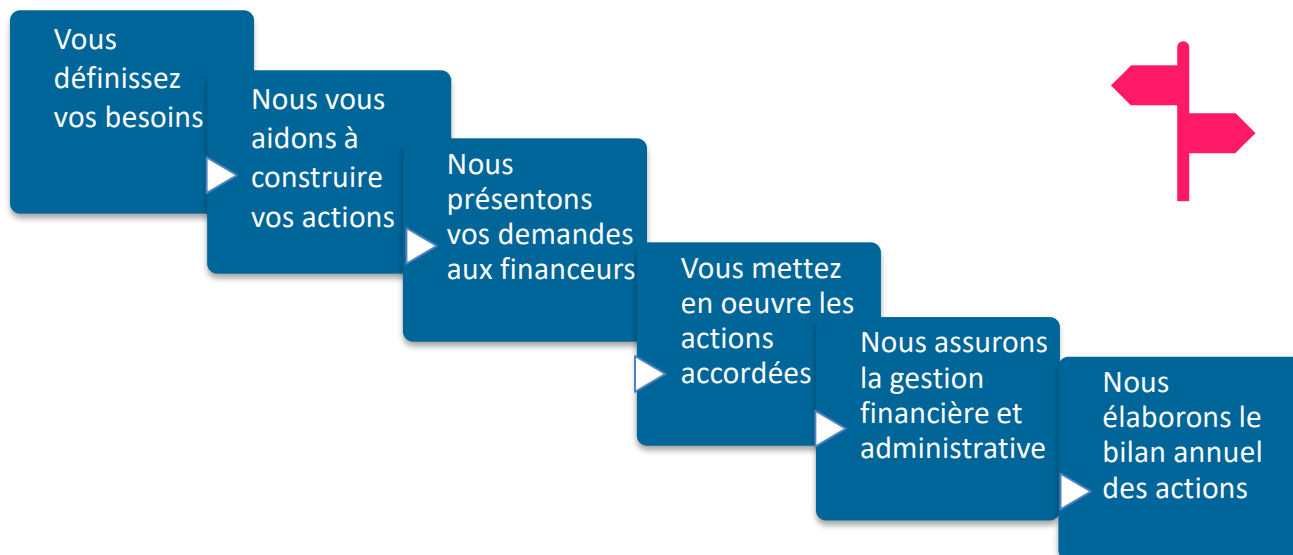 Vous
définissez
vos besoins
Nous vous
aidons à
construire
vos actions
Nous
présentons
vos demandes
aux financeurs
Vous mettez
en oeuvre les
actions
accordées
Nous assurons
la gestion
financière et
administrative
Nous
élaborons le
bilan annuel
des actions